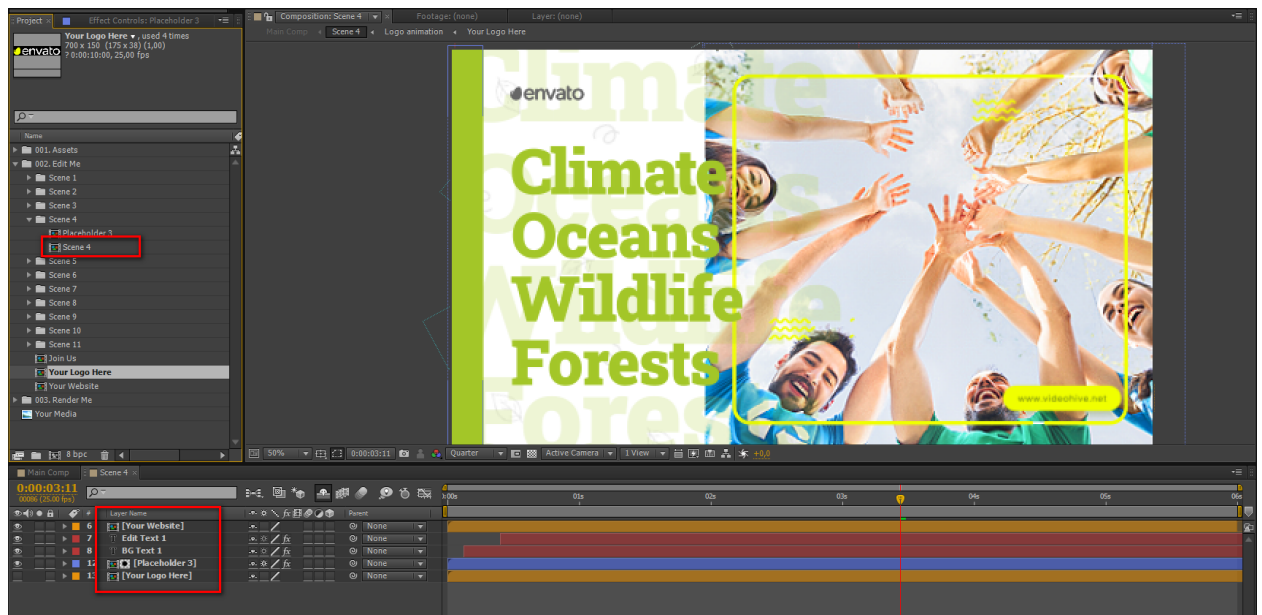 Project
Effect Controls: Placeholder 3
Your Logo Here ▾ , used 4 times
700 x 150 (175 x 38) (1,00)
? 0:00:10:00, 25,00 fps
envato
Name
001. Assets
002. Edit Me
Scene 1
Scene 2
Scene 3
Scene 4
Placeholder 3
Scene 4
Scene 5
Scene 6
Scene 7
Scene 8
Scene 9
Scene 10
Scene 11
Join Us
Your Logo Here
Your Website
003. Render Me
Your Media
8 bpc
Composition: Scene 4
Footage: (none)
Layer: (none)
Main Comp
Scene 4
Logo animation
Your Logo Here
envato
Climate
Oceans
Wildlife
Forests
Climate
Oceans
Wildlife
Forests
www.videohive.net
50%
0:00:03:11
Quarter
Active Camera
1 View
+0,0
Main Comp
Scene 4
0:00:03:11
00086 (25.00 fps)
# Layer Name
Parent
6 [Your Website] None
7 T Edit Text 1 fx None
8 T BG Text 1 fx None
12 [Placeholder 3] fx None
13 [Your Logo Here] None
0:00s 01s 02s 03s 04s 05s 06s